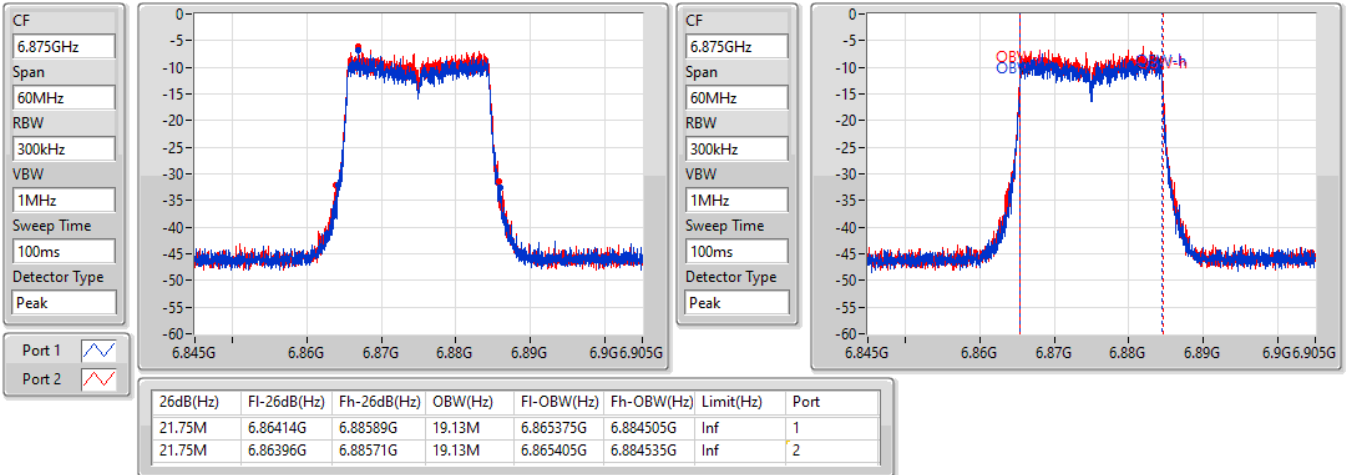 CF
6.875GHz
Span
60MHz
RBW
300kHz
VBW
1MHz
Sweep Time
100ms
Detector Type
Peak
Port 1
Port 2
0
-5
-10
-15
-20
-25
-30
-35
-40
-45
-50
-55
-60
6.845G 6.86G 6.87G 6.88G 6.89G 6.9G 6.905G
CF
6.875GHz
Span
60MHz
RBW
300kHz
VBW
1MHz
Sweep Time
100ms
Detector Type
Peak
0
-5
-10
-15
-20
-25
-30
-35
-40
-45
-50
-55
-60
6.845G 6.86G 6.87G 6.88G 6.89G 6.9G 6.905G
26dB(Hz) Fl-26dB(Hz) Fh-26dB(Hz) OBW(Hz) Fl-OBW(Hz) Fh-OBW(Hz) Limit(Hz) Port
21.75M 6.86414G 6.88589G 19.13M 6.865375G 6.884505G Inf 1
21.75M 6.86396G 6.88571G 19.13M 6.865405G 6.884535G Inf 2